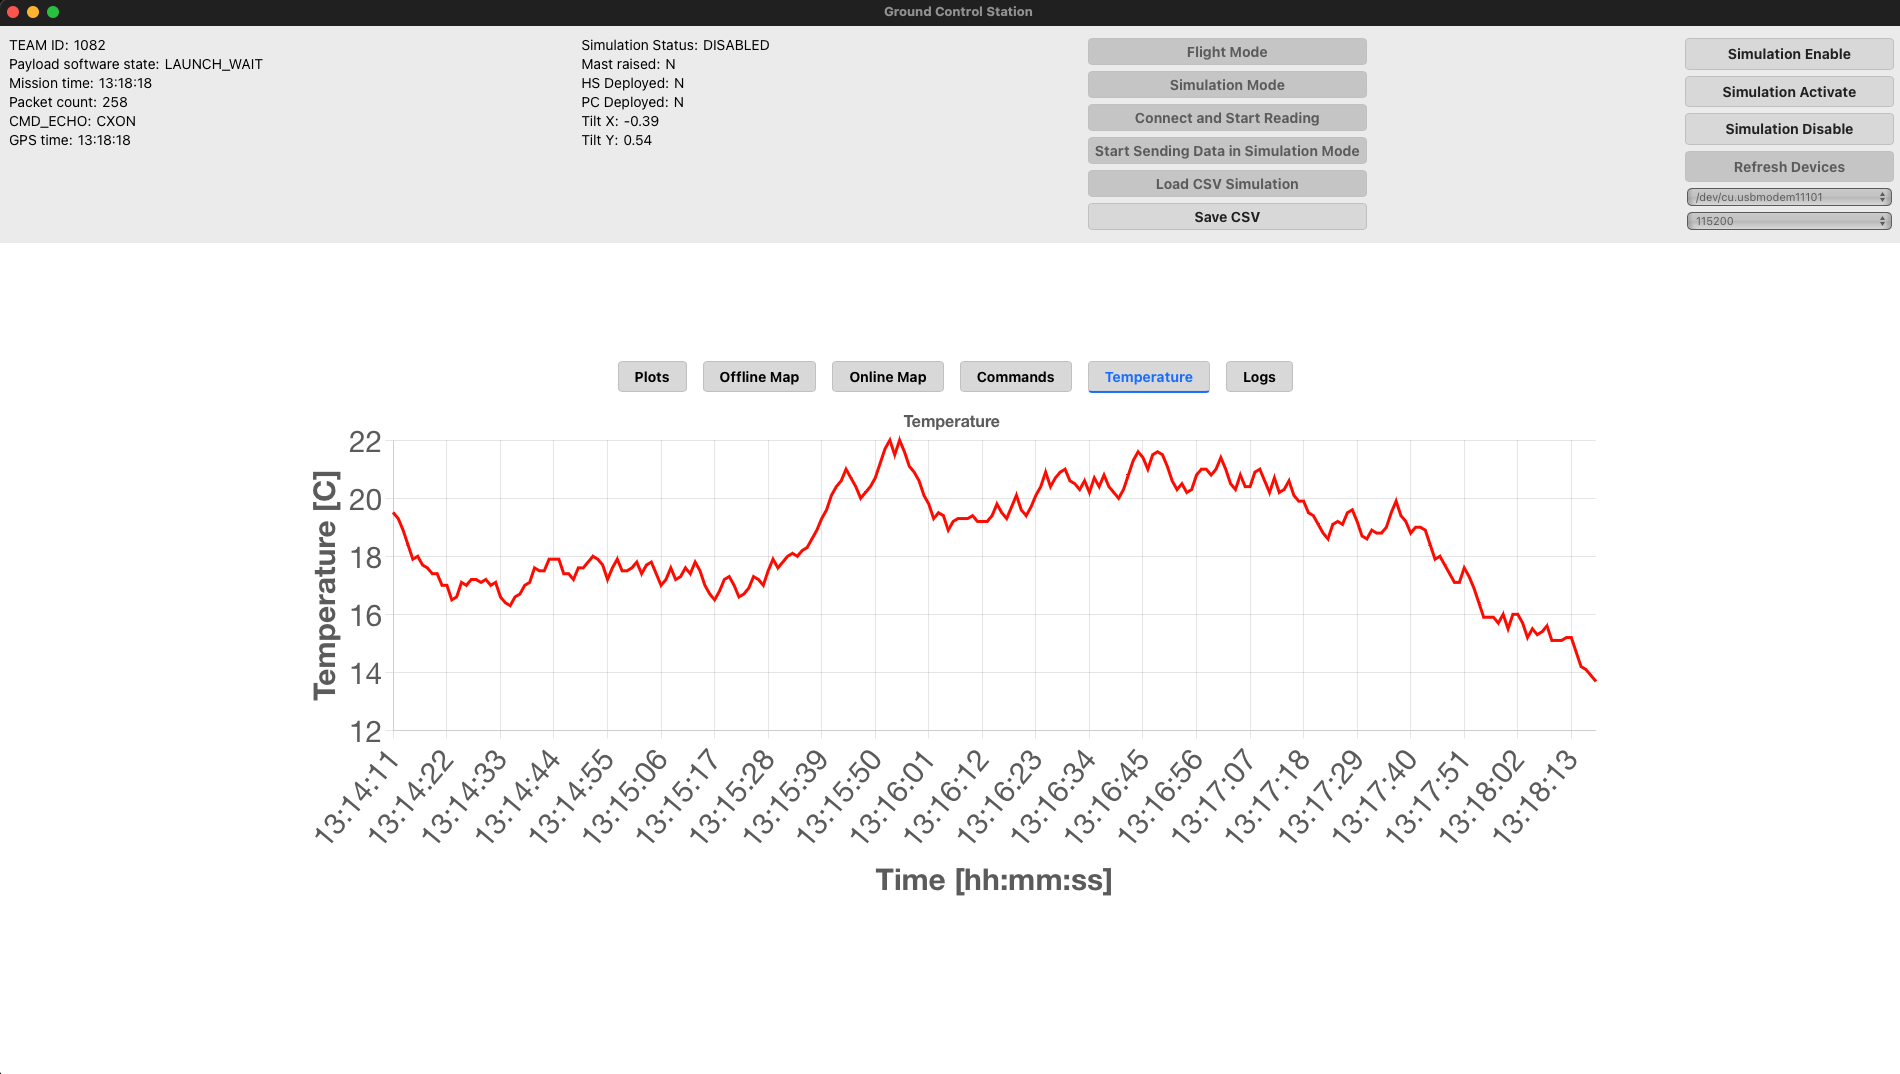 Ground Control Station
TEAM ID: 1082
Payload software state: LAUNCH_WAIT
Mission time: 13:18:18
Packet count: 258
CMD_ECHO: CXON
GPS time: 13:18:18
Simulation Status: DISABLED
Mast raised: N
HS Deployed: N
PC Deployed: N
Tilt X: -0.39
Tilt Y: 0.54
Flight Mode
Simulation Mode
Connect and Start Reading
Start Sending Data in Simulation Mode
Load CSV Simulation
Save CSV
Simulation Enable
Simulation Activate
Simulation Disable
Refresh Devices
/dev/cu.usbmodem11101
115200
Plots
Offline Map
Online Map
Commands
Temperature
Logs
Temperature
Temperature [C]
22
20
18
16
14
12
13:14:11
13:14:22
13:14:33
13:14:44
13:14:55
13:15:06
13:15:17
13:15:28
13:15:39
13:15:50
13:16:01
13:16:12
13:16:23
13:16:34
13:16:45
13:16:56
13:17:07
13:17:18
13:17:29
13:17:40
13:17:51
13:18:02
13:18:13
Time [hh:mm:ss]